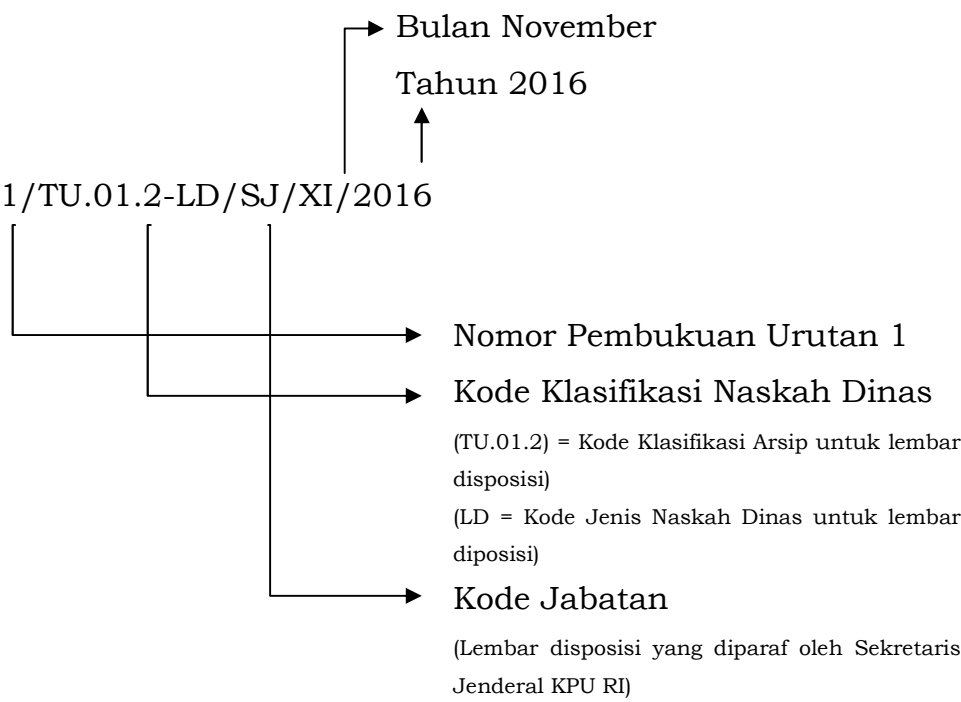 Bulan November
Tahun 2016
1/TU.01.2-LD/SJ/XI/2016
Nomor Pembukuan Urutan 1
Kode Klasifikasi Naskah Dinas
(TU.01.2) = Kode Klasifikasi Arsip untuk lembar
disposisi)
(LD = Kode Jenis Naskah Dinas untuk lembar
diposisi)
Kode Jabatan
(Lembar disposisi yang diparaf oleh Sekretaris
Jenderal KPU RI)